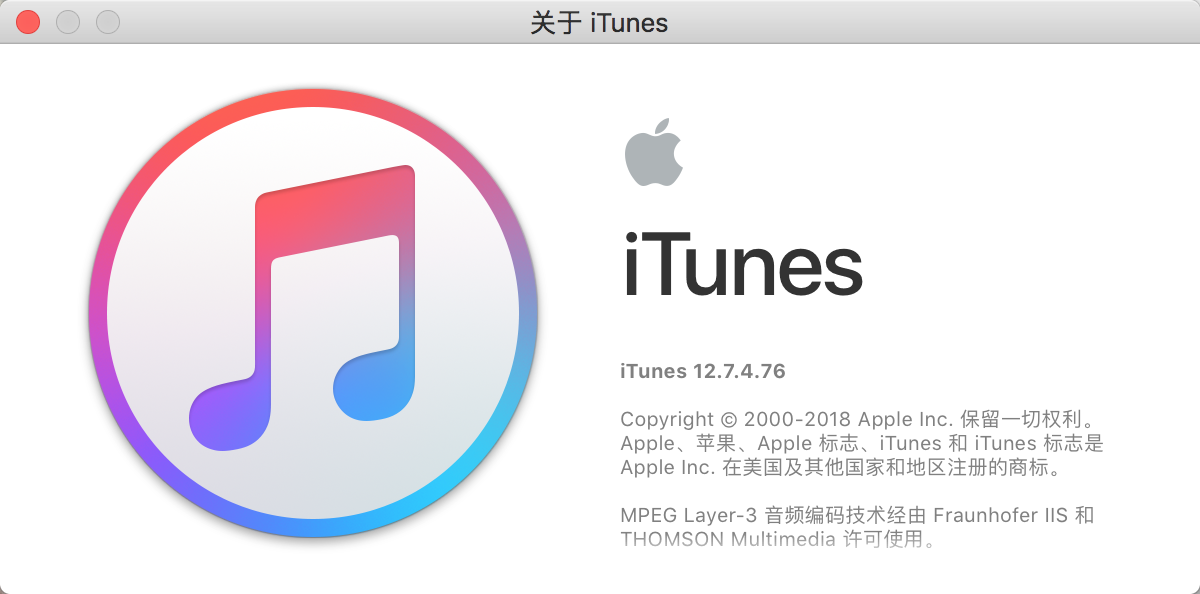 关于 iTunes
iTunes
iTunes 12.7.4.76
Copyright © 2000-2018 Apple Inc. 保留一切权利。
Apple、苹果、Apple 标志、iTunes 和 iTunes 标志是
Apple Inc. 在美国及其他国家和地区注册的商标。
MPEG Layer-3 音频编码技术经由 Fraunhofer IIS 和
THOMSON Multimedia 许可使用。